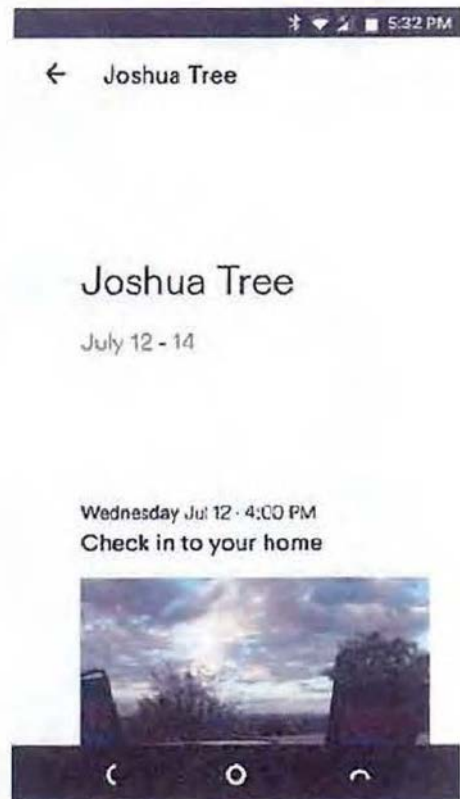 5:32 PM
Joshua Tree
Joshua Tree
July 12 - 14
Wednesday Jul 12 · 4:00 PM
Check in to your home